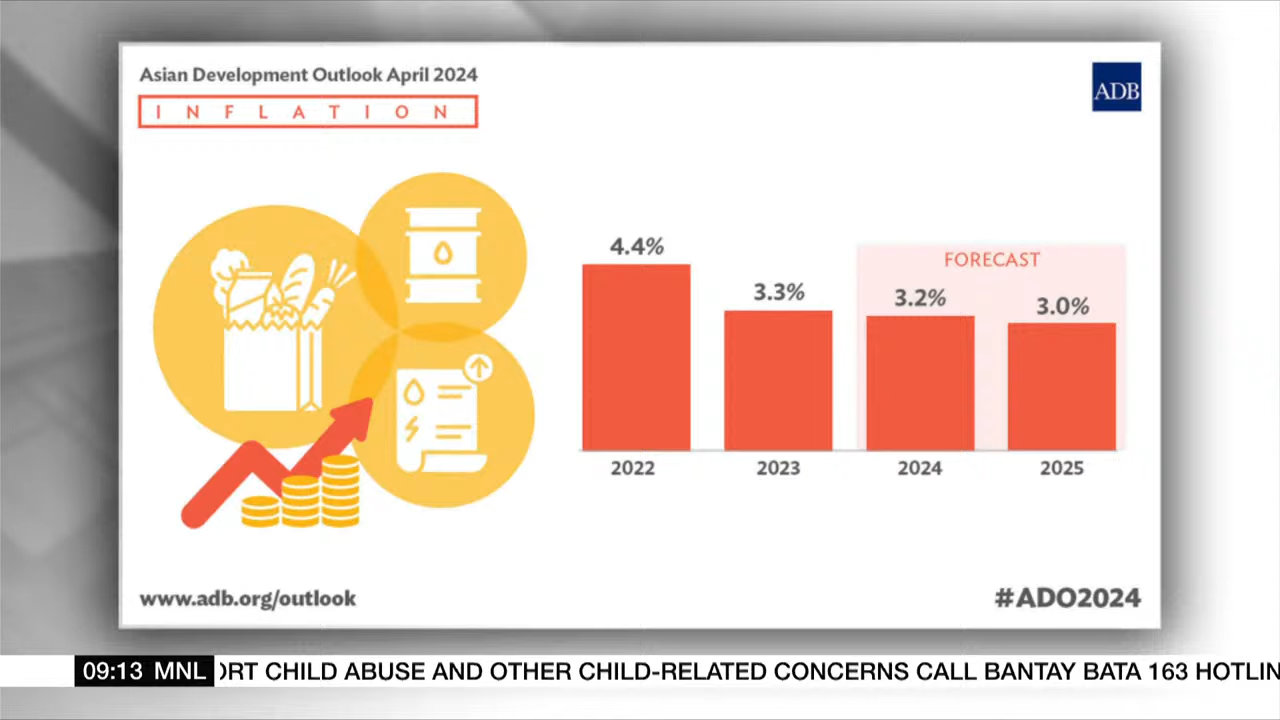 Asian Development Outlook April 2024
ADB
INFLATION
FORECAST
4.4%
3.3%
3.2%
3.0%
2022
2023
2024
2025
www.adb.org/outlook
#ADO2024
09:13 MNL
CHILD ABUSE AND OTHER CHILD-RELATED CONCERNS CALL BANTAY BATA 163